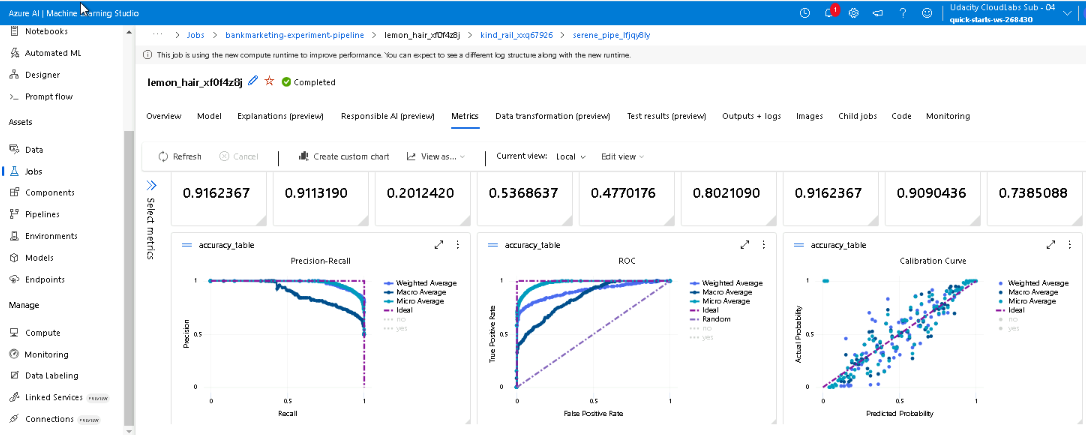 Azure AI | Machine Learning Studio
1
Udacity CloudLabs Sub - 04
quick-starts-ws-268430
Notebooks
Automated ML
Designer
Prompt flow
Assets
Data
Jobs
Components
Pipelines
Environments
Models
Endpoints
Manage
Compute
Monitoring
Data Labeling
Linked Services PREVIEW
Connections PREVIEW
... > Jobs > bankmarketing-experiment-pipeline > lemon_hair_xf0f4z8j > kind_rail_xxq67926 > serene_pipe_lfjqy8ly
This job is using the new compute runtime to improve performance. You can expect to see a different log structure along with the new runtime.
lemon_hair_xf0f4z8j Completed
Overview Model Explanations (preview) Responsible AI (preview) Metrics Data transformation (preview) Test results (preview) Outputs + logs Images Child jobs Code Monitoring
Refresh Cancel Create custom chart View as... Current view: Local Edit view
Select metrics
0.9162367 0.9113190 0.2012420 0.5368637 0.4770176 0.8021090 0.9162367 0.9090436 0.7385088
accuracy_table
Precision-Recall
1
0.5
0
Precision
0 0.5 1
Recall
Weighted Average
Macro Average
Micro Average
Ideal
no
yes
accuracy_table
ROC
1
0.5
0
True Positive Rate
0 0.5 1
False Positive Rate
Weighted Average
Macro Average
Micro Average
Ideal
Random
no
yes
accuracy_table
Calibration Curve
1
0.5
0
Actual Probability
0 0.5 1
Predicted Probability
Weighted Average
Macro Average
Micro Average
Ideal
no
yes